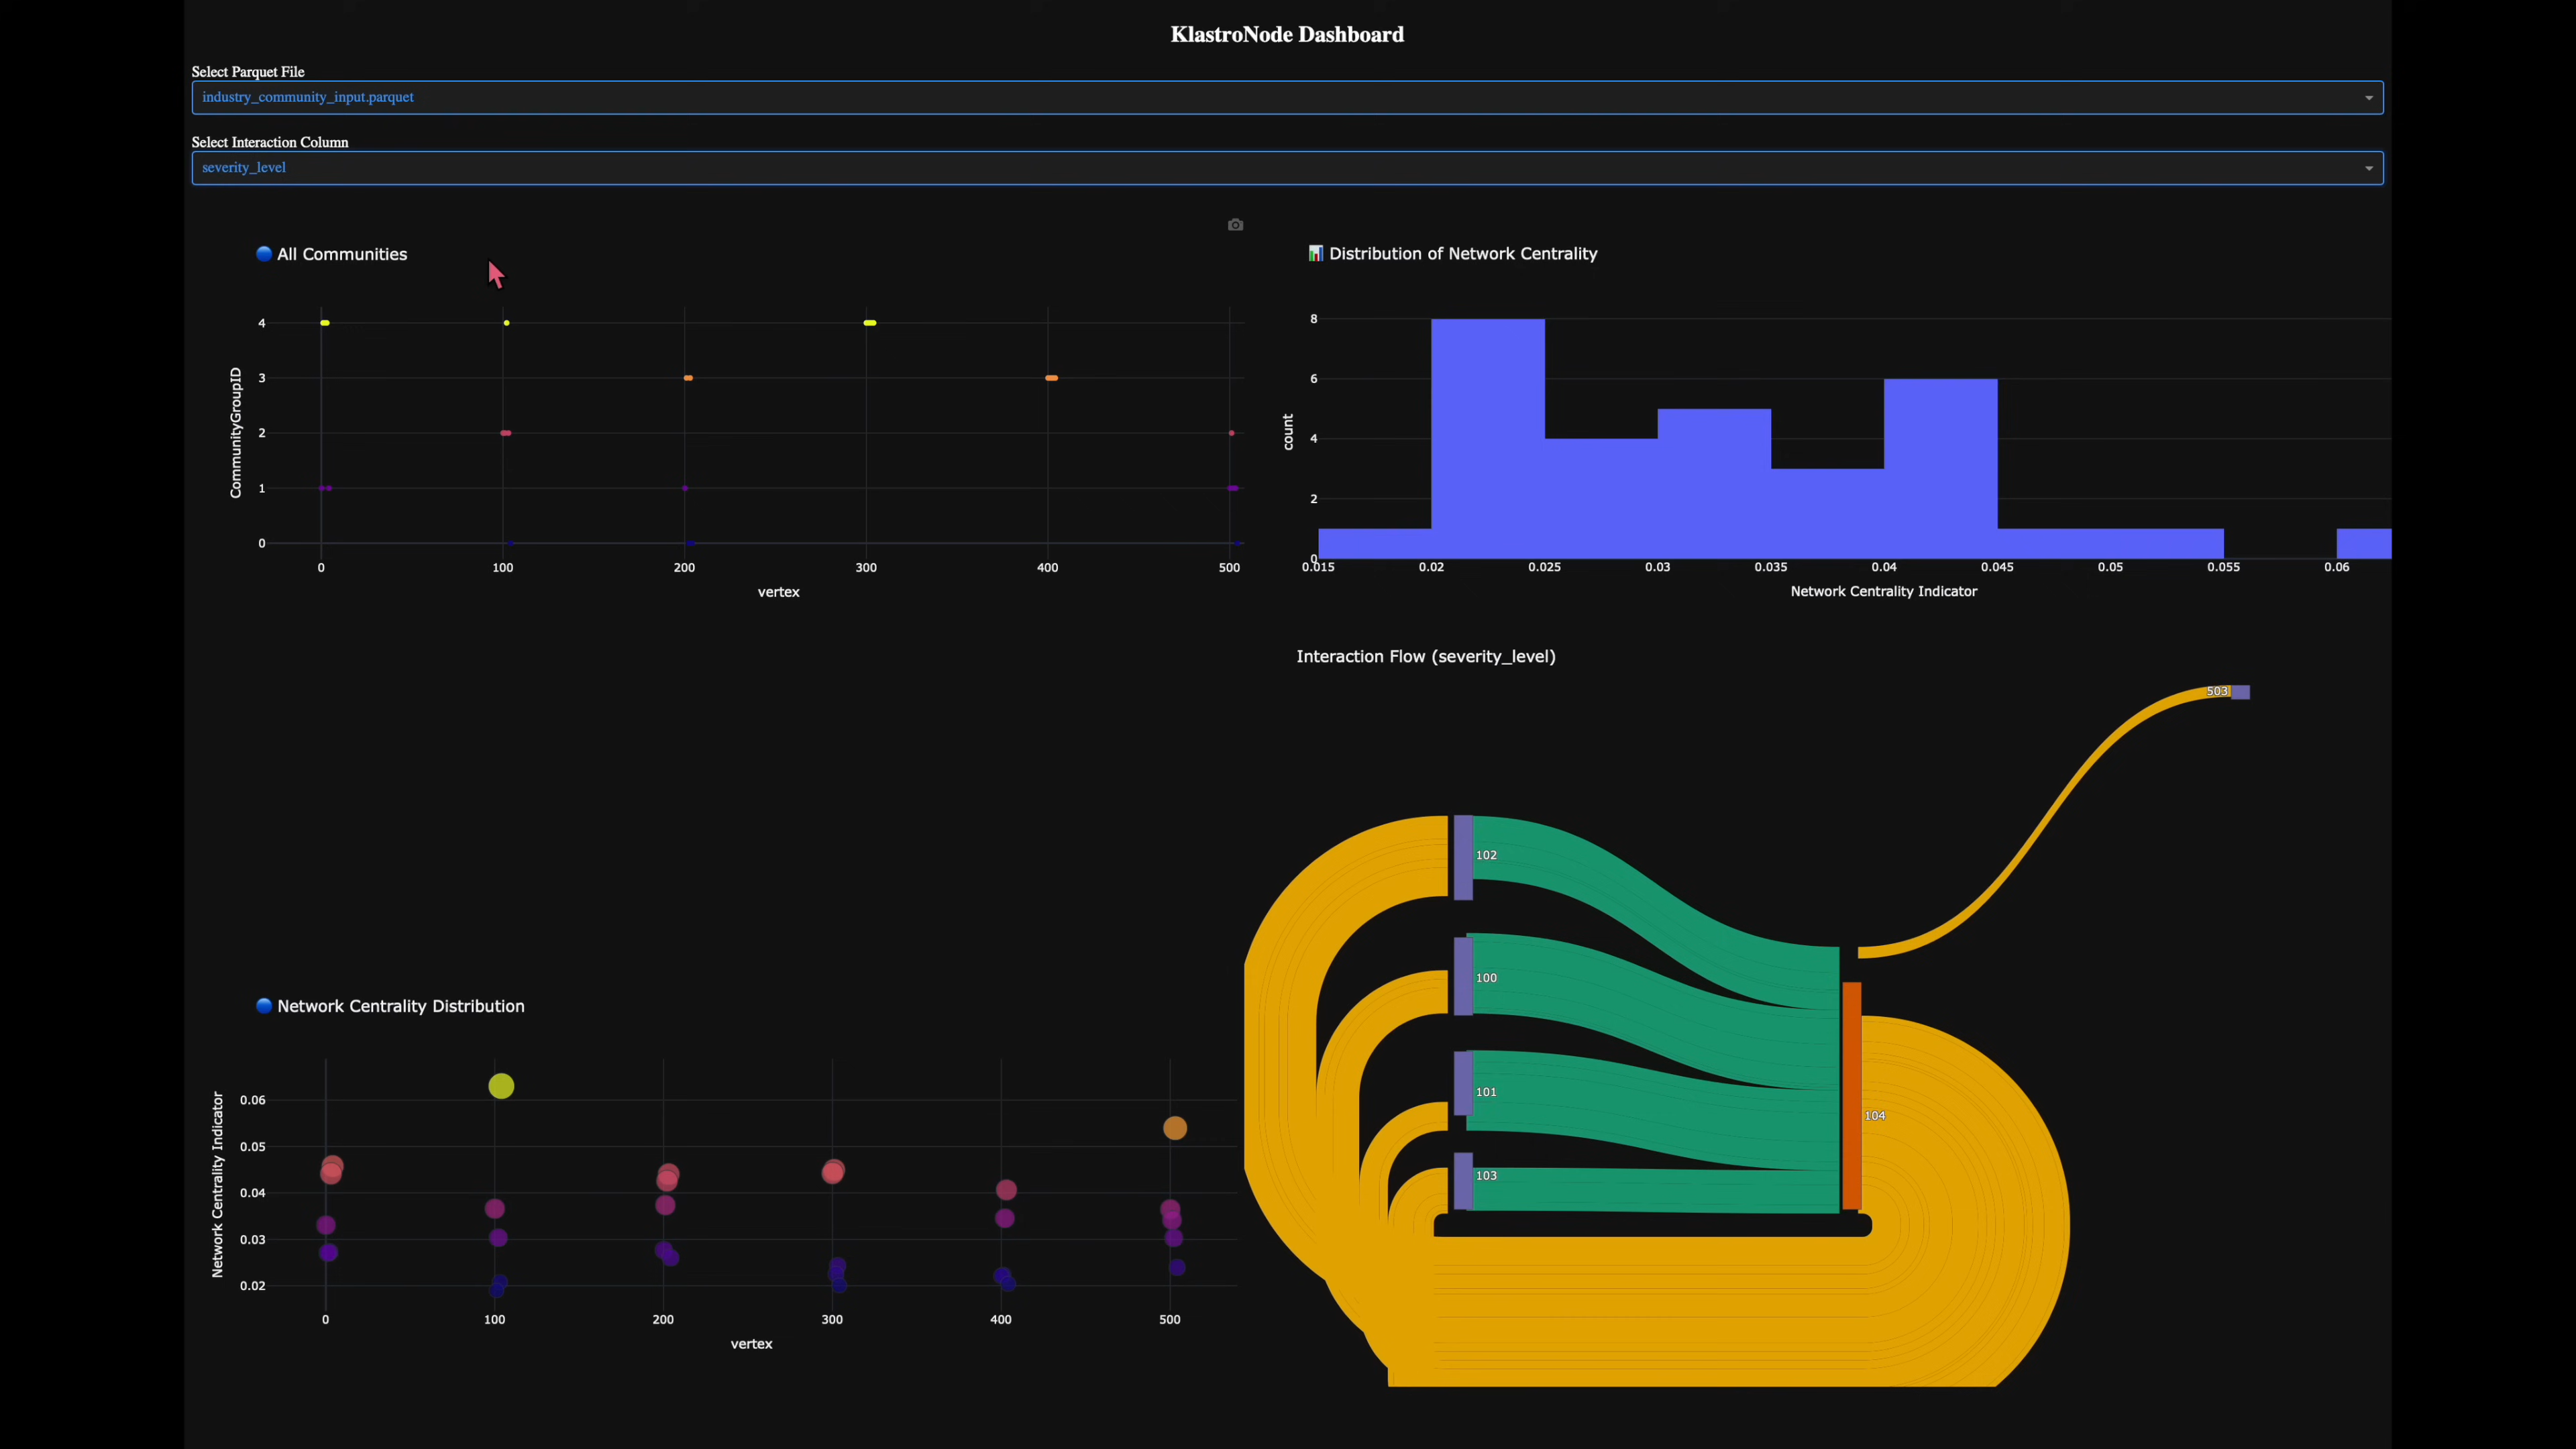 KlastroNode Dashboard
Select Parquet File
industry_community_input.parquet
Select Interaction Column
severity_level
All Communities
CommunityGroupID
4
3
2
1
0
0 100 200 300 400 500
vertex
Distribution of Network Centrality
count
8
6
4
2
0
0.015 0.02 0.025 0.03 0.035 0.04 0.045 0.05 0.055 0.06
Network Centrality Indicator
Interaction Flow (severity_level)
503
102
100
101
103
104
Network Centrality Distribution
Network Centrality Indicator
0.06
0.05
0.04
0.03
0.02
0 100 200 300 400 500
vertex